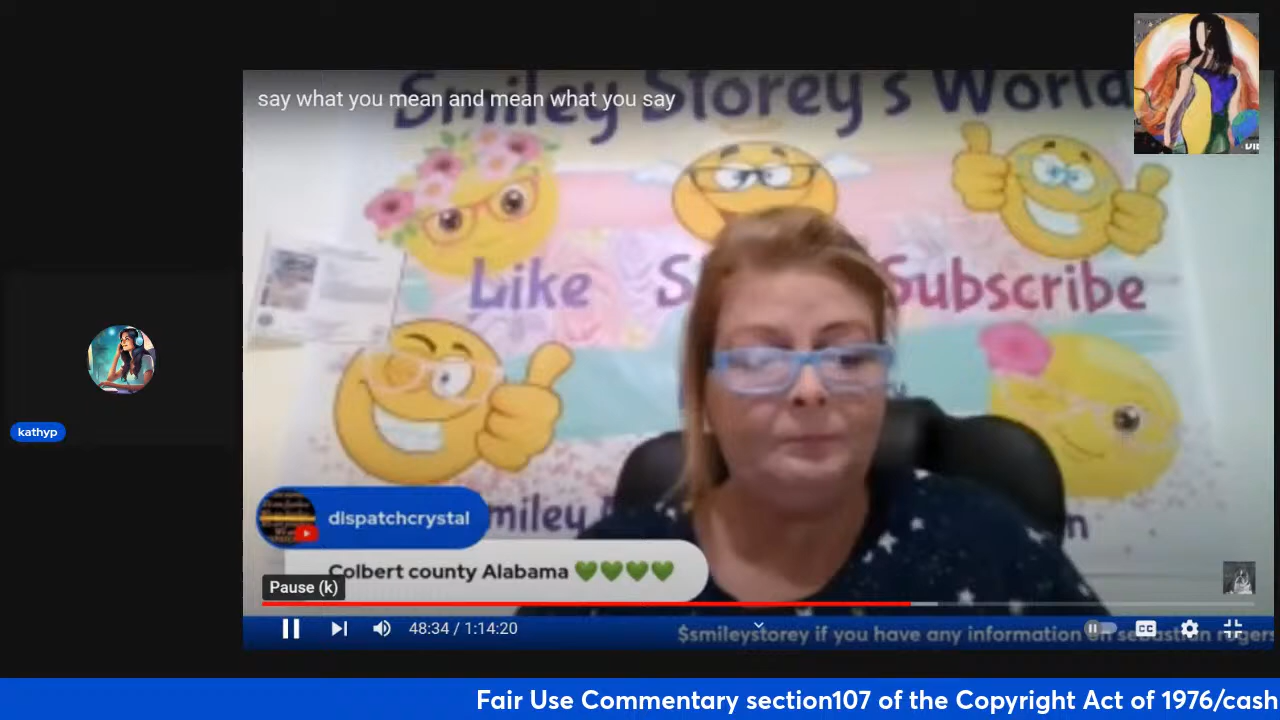 say what you mean and mean what you say
Smiley Storey's World
Like
Subscribe
kathyp
dispatchcrystal
Colbert county Alabama 💚💚💚💚
Pause (k)
48:34 / 1:14:20
CC
$smileystorey if you have any information on sebastian rogers
Fair Use Commentary section107 of the Copyright Act of 1976/cash